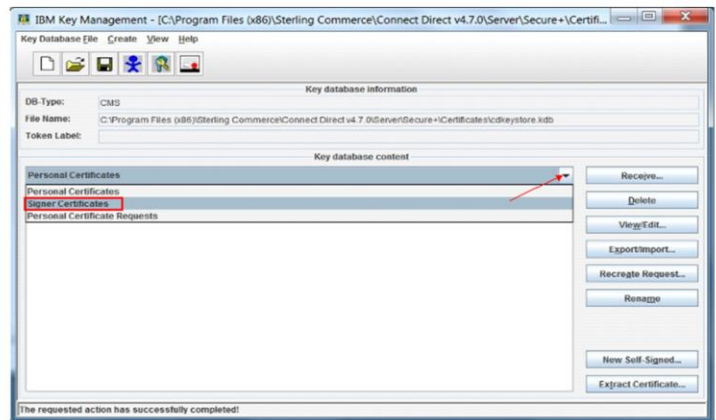 IBM Key Management - [C:\Program Files (x86)\Sterling Commerce\Connect Direct v4.7.0\Server\Secure+\Certifi...
Key Database File Create View Help
Key database information
DB-Type: CMS
File Name: C:\Program Files (x86)\Sterling Commerce\Connect Direct v4.7.0\Server\Secure+\Certificates\cdkeystore.kdb
Token Label:
Key database content
Personal Certificates
Receive...
Personal Certificates
Signer Certificates
Delete
Personal Certificate Requests
View/Edit...
Export/Import...
Recreate Request...
Rename
New Self-Signed...
Extract Certificate...
The requested action has successfully completed!